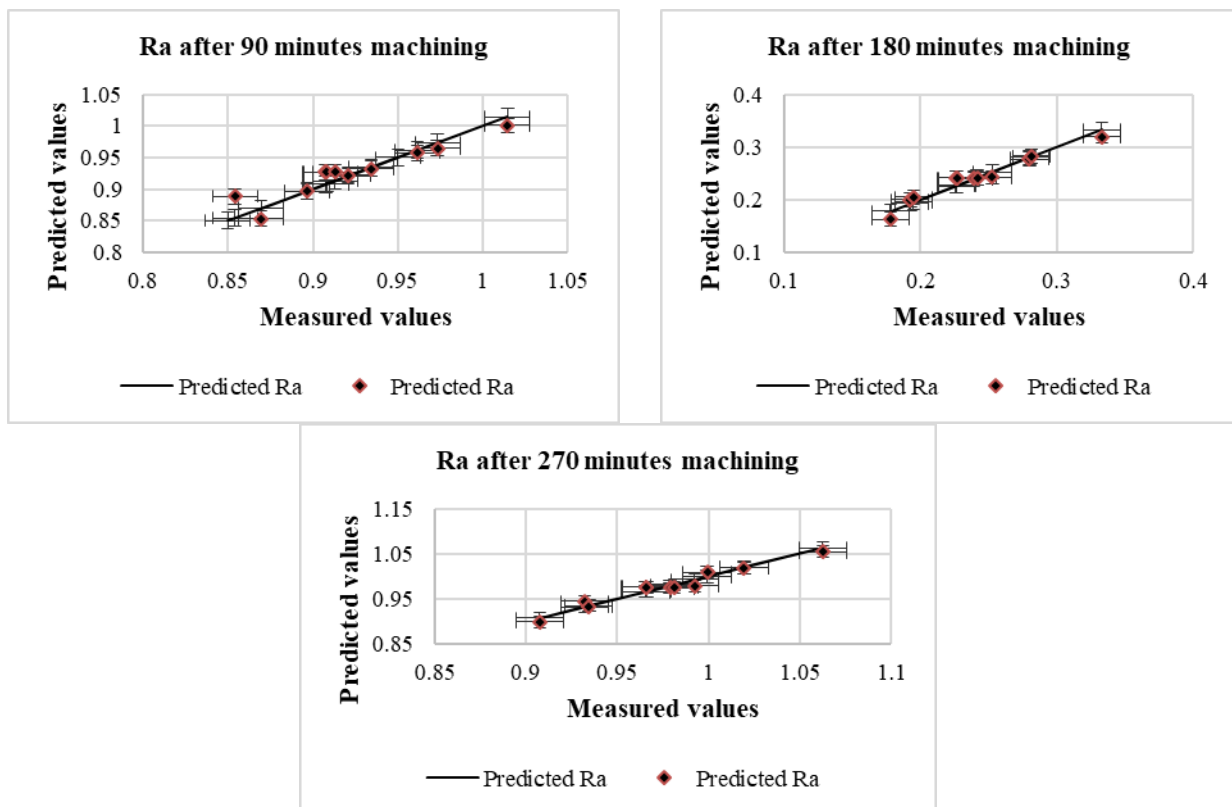 Ra after 90 minutes machining
Predicted values
1.05
1
0.95
0.9
0.85
0.8
0.8 0.85 0.9 0.95 1 1.05
Measured values
Predicted Ra Predicted Ra
Ra after 180 minutes machining
Predicted values
0.4
0.3
0.2
0.1
0.1 0.2 0.3 0.4
Measured values
Predicted Ra Predicted Ra
Ra after 270 minutes machining
Predicted values
1.15
1.05
0.95
0.85
0.85 0.9 0.95 1 1.05 1.1
Measured values
Predicted Ra Predicted Ra